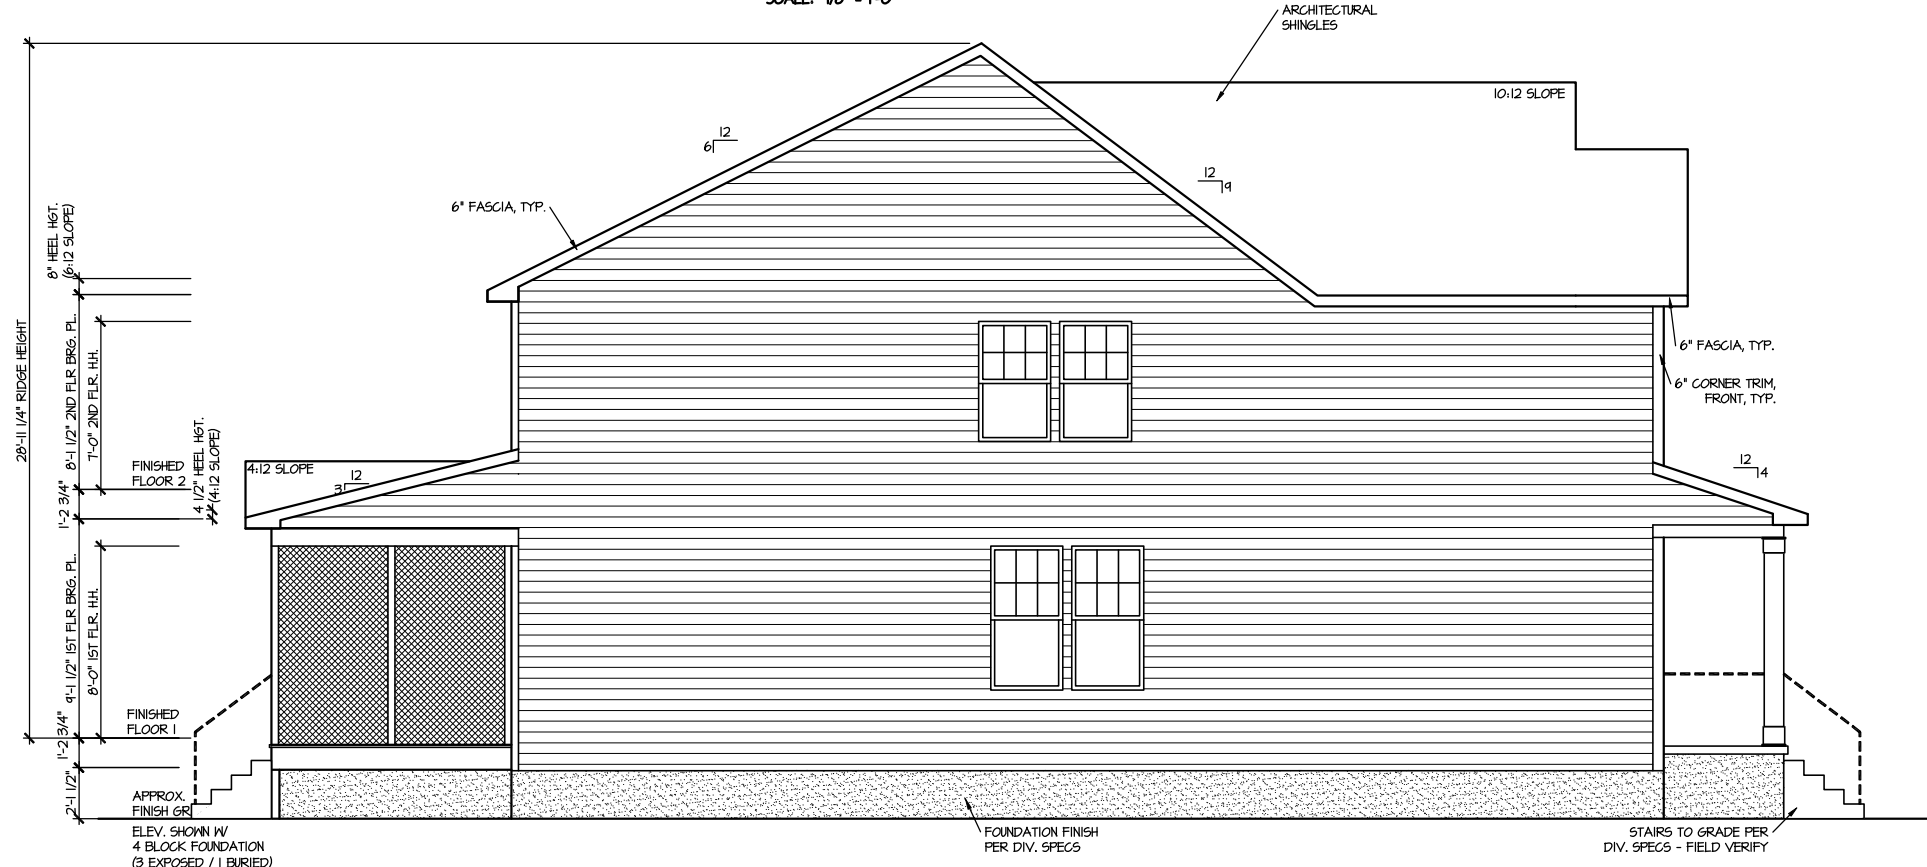 SCALE: 1/8" = 1'-0"
ARCHITECTURAL
SHINGLES
10:12 SLOPE
12
6
12
9
6" FASCIA, TYP.
8" HEEL HGT.
(6:12 SLOPE)
28'-11 1/4" RIDGE HEIGHT
8'-1 1/2" 2ND FLR BRG. PL.
7'-0" 2ND FLR. H.H.
6" FASCIA, TYP.
6" CORNER TRIM,
FRONT, TYP.
FINISHED
FLOOR 2
4 1/2" HEEL HGT.
(4:12 SLOPE)
4:12 SLOPE
12
3
12
4
1'-2 3/4"
9'-1 1/2" 1ST FLR BRG. PL.
8'-0" 1ST FLR. H.H.
FINISHED
FLOOR 1
1'-2 3/4"
2'-1 1/2"
APPROX.
FINISH GR
ELEV. SHOWN W/
4 BLOCK FOUNDATION
(3 EXPOSED / 1 BURIED)
FOUNDATION FINISH
PER DIV. SPECS
STAIRS TO GRADE PER
DIV. SPECS - FIELD VERIFY